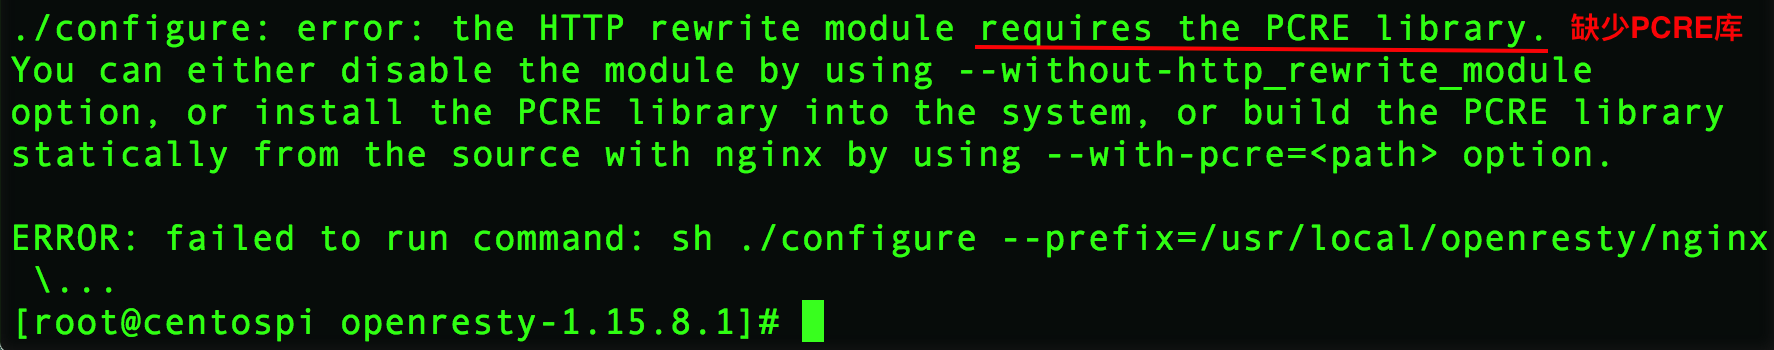 ./configure: error: the HTTP rewrite module requires the PCRE library. 缺少PCRE库
You can either disable the module by using --without-http_rewrite_module
option, or install the PCRE library into the system, or build the PCRE library
statically from the source with nginx by using --with-pcre=<path> option.
ERROR: failed to run command: sh ./configure --prefix=/usr/local/openresty/nginx
\...
[root@centospi openresty-1.15.8.1]#